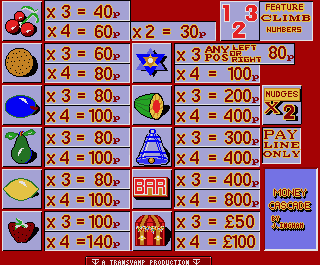 x 3 = 40p
x 4 = 60p
x 2 = 30p
1 2 3
FEATURE
CLIMB
NUMBERS
x 3 = 60p
x 4 = 80p
x 3 ANY POS LEFT OR RIGHT 80p
x 4 = 100p
x 3 = 80p
x 4 = 100p
x 3 = 200p
x 4 = 400p
NUDGES
X2
x 3 = 80p
x 4 = 100p
x 3 = 300p
x 4 = 400p
PAY
LINE
ONLY
x 3 = 80p
x 4 = 100p
BAR
x 3 = 400p
x 4 = 800p
x 3 = 100p
x 4 = 140p
x 3 = £50
x 4 = £100
MONEY
CASCADE
BY
J.INGRAM
A TRANSVAMP PRODUCTION